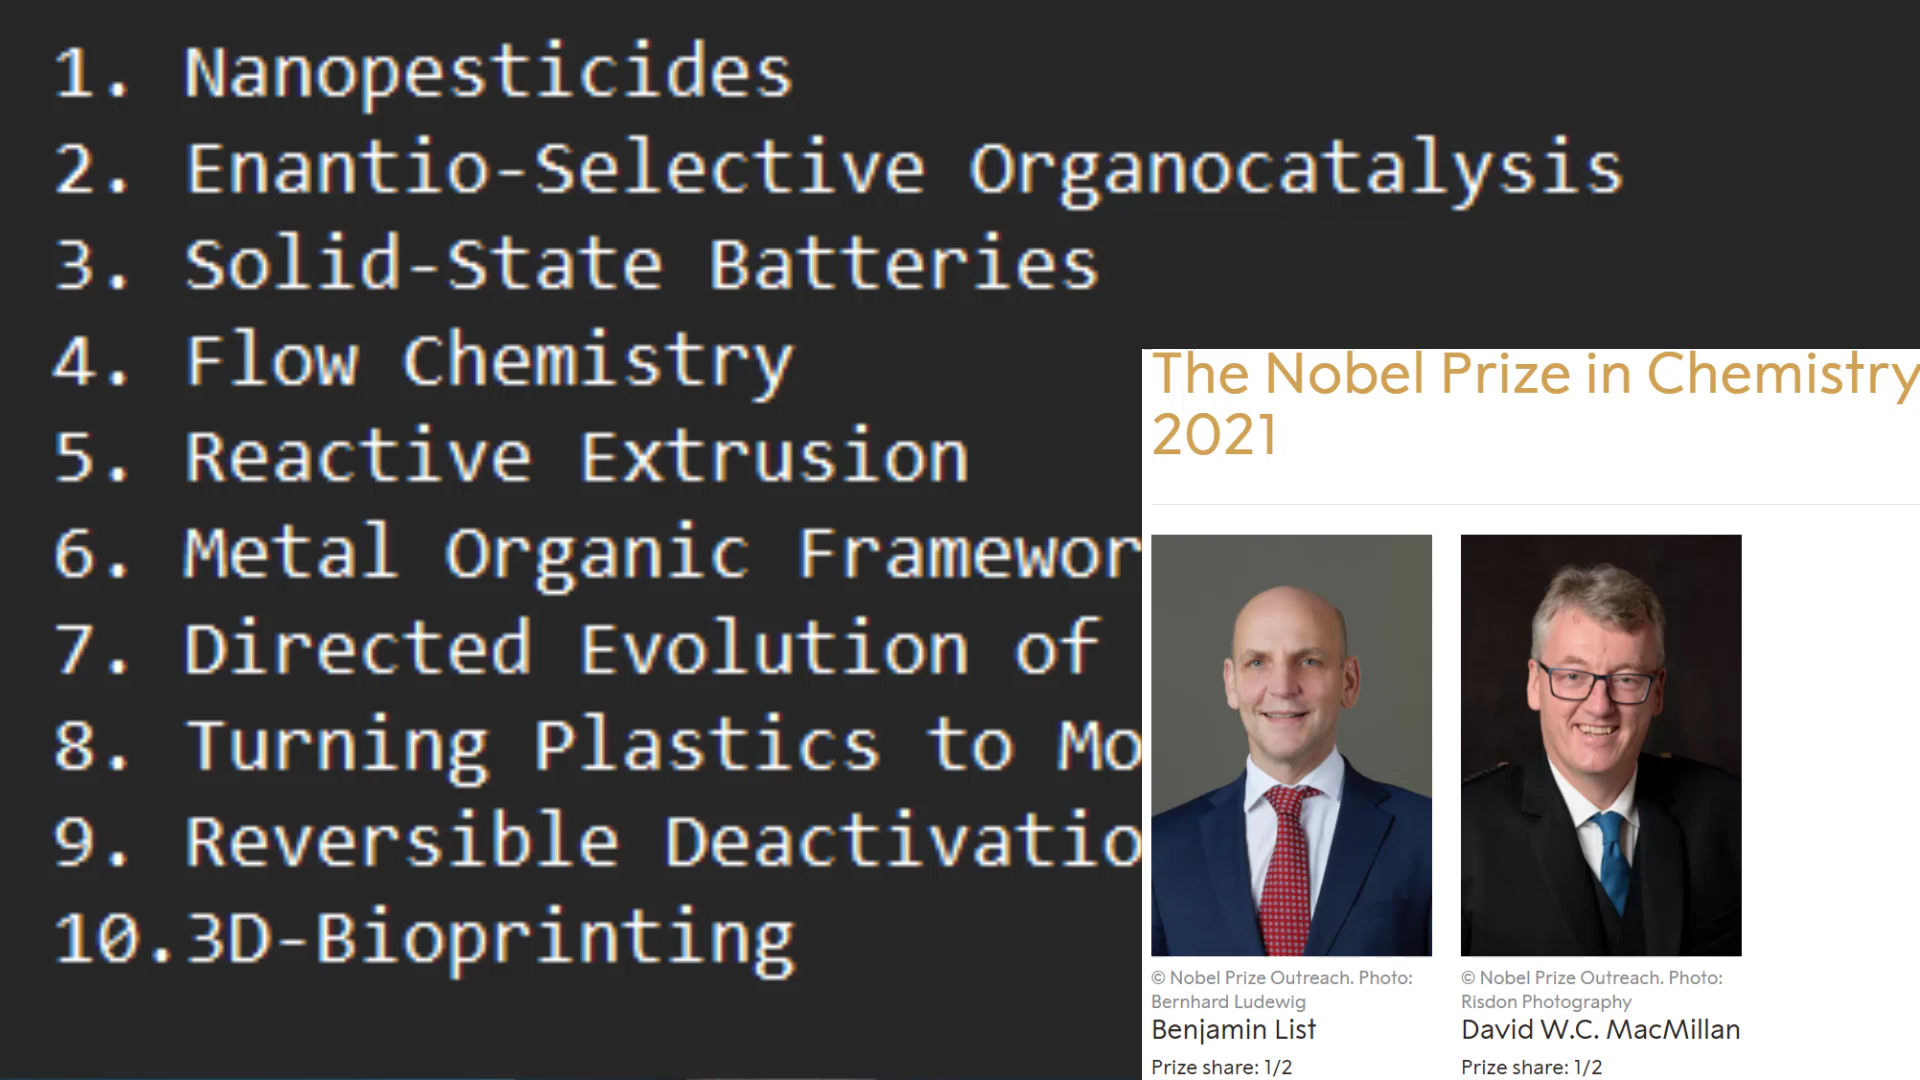 1. Nanopesticides
2. Enantio-Selective Organocatalysis
3. Solid-State Batteries
4. Flow Chemistry
5. Reactive Extrusion
6. Metal Organic Framewor
7. Directed Evolution of
8. Turning Plastics to Mo
9. Reversible Deactivatio
10.3D-Bioprinting
The Nobel Prize in Chemistry
2021
© Nobel Prize Outreach. Photo:
Bernhard Ludewig
Benjamin List
Prize share: 1/2
© Nobel Prize Outreach. Photo:
Risdon Photography
David W.C. MacMillan
Prize share: 1/2